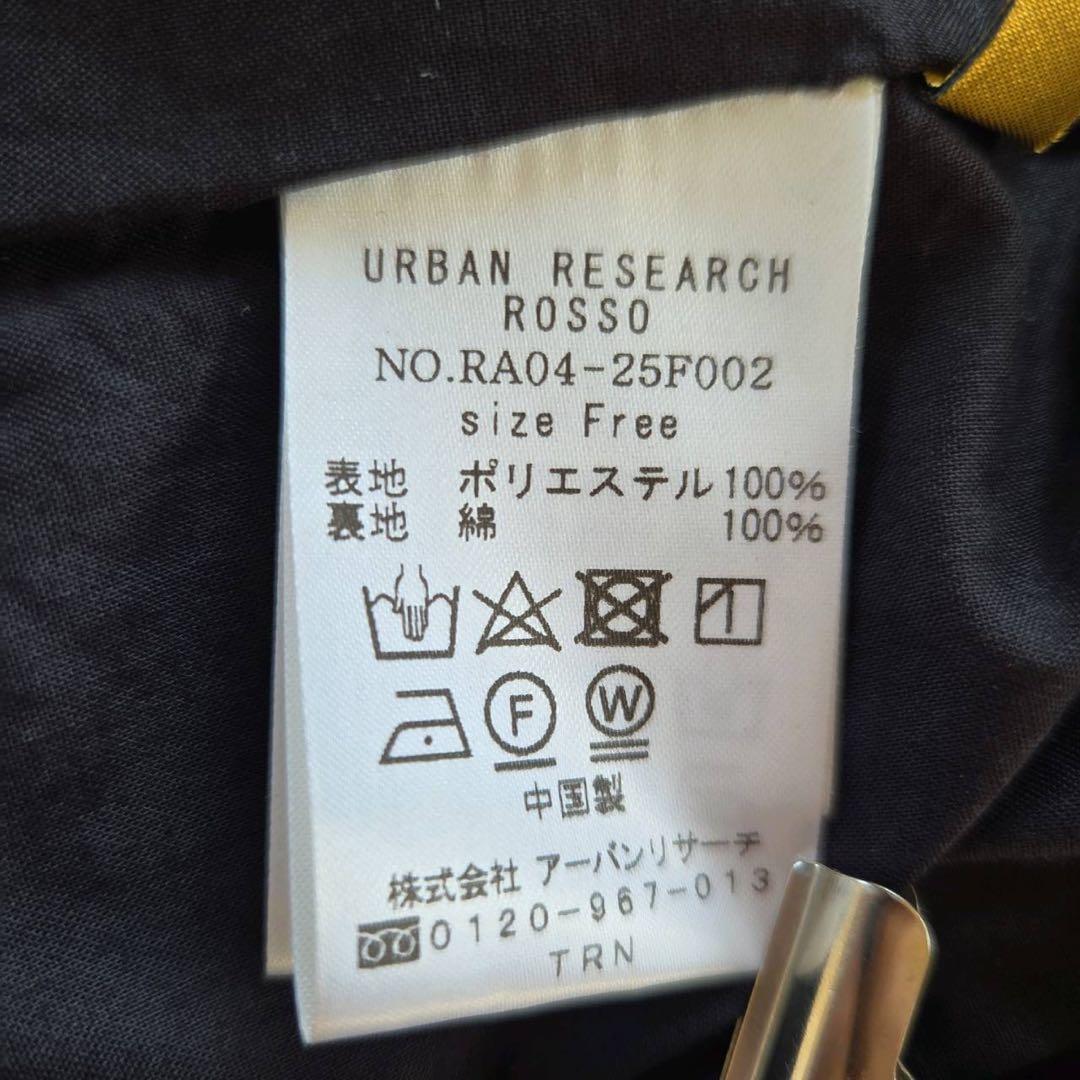 URBAN RESEARCH
ROSSO
NO.RA04-25F002
size Free
表地 ポリエステル100%
裏地 綿 100%
F W
中国製
株式会社 アーバンリサーチ
0120-967-013
TRN